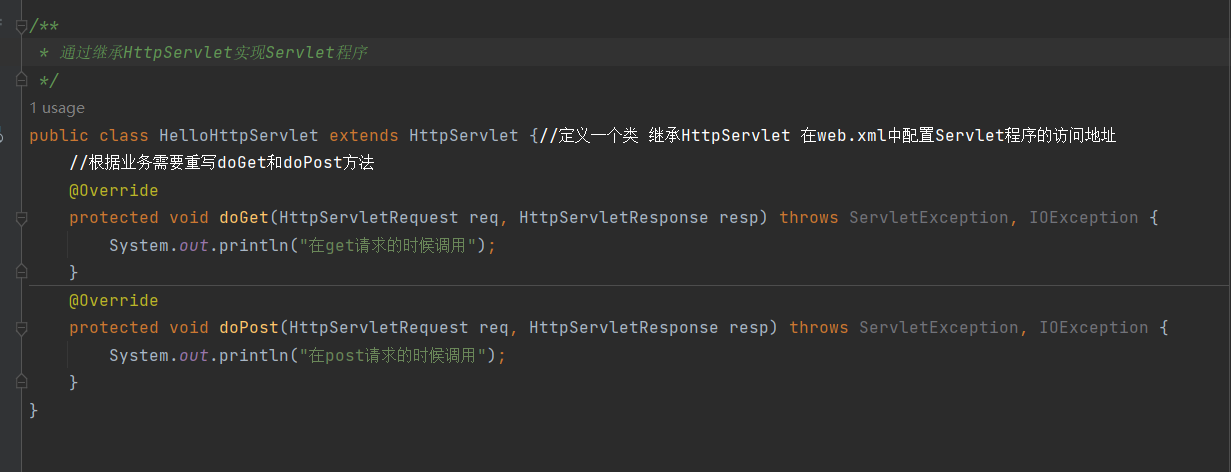 /**
 * 通过继承HttpServlet实现Servlet程序
 */
1 usage
public class HelloHttpServlet extends HttpServlet {//定义一个类 继承HttpServlet 在web.xml中配置Servlet程序的访问地址
    //根据业务需要重写doGet和doPost方法
    @Override
    protected void doGet(HttpServletRequest req, HttpServletResponse resp) throws ServletException, IOException {
        System.out.println("在get请求的时候调用");
    }
    @Override
    protected void doPost(HttpServletRequest req, HttpServletResponse resp) throws ServletException, IOException {
        System.out.println("在post请求的时候调用");
    }
}